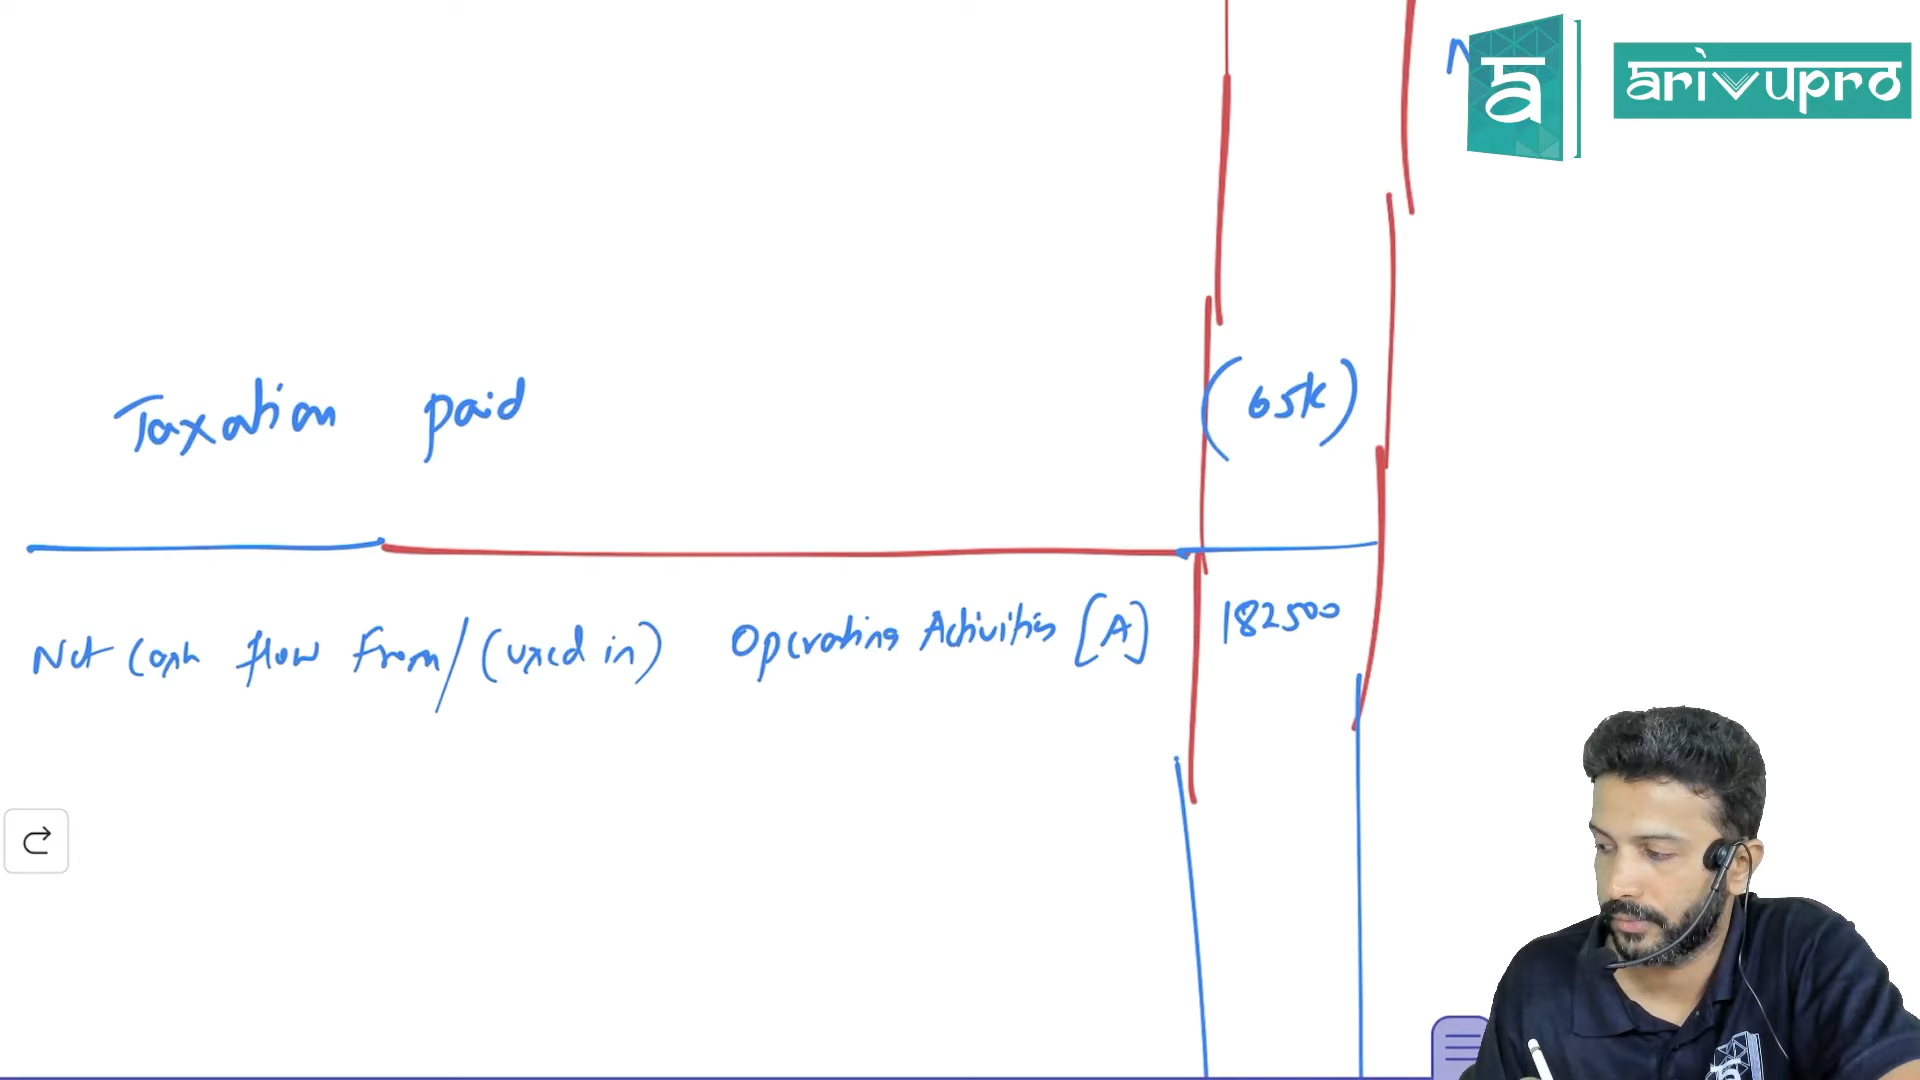 arivupro
Taxation paid (65k)
Net Cash flow From/(used in) Operating Activities [A] 182500